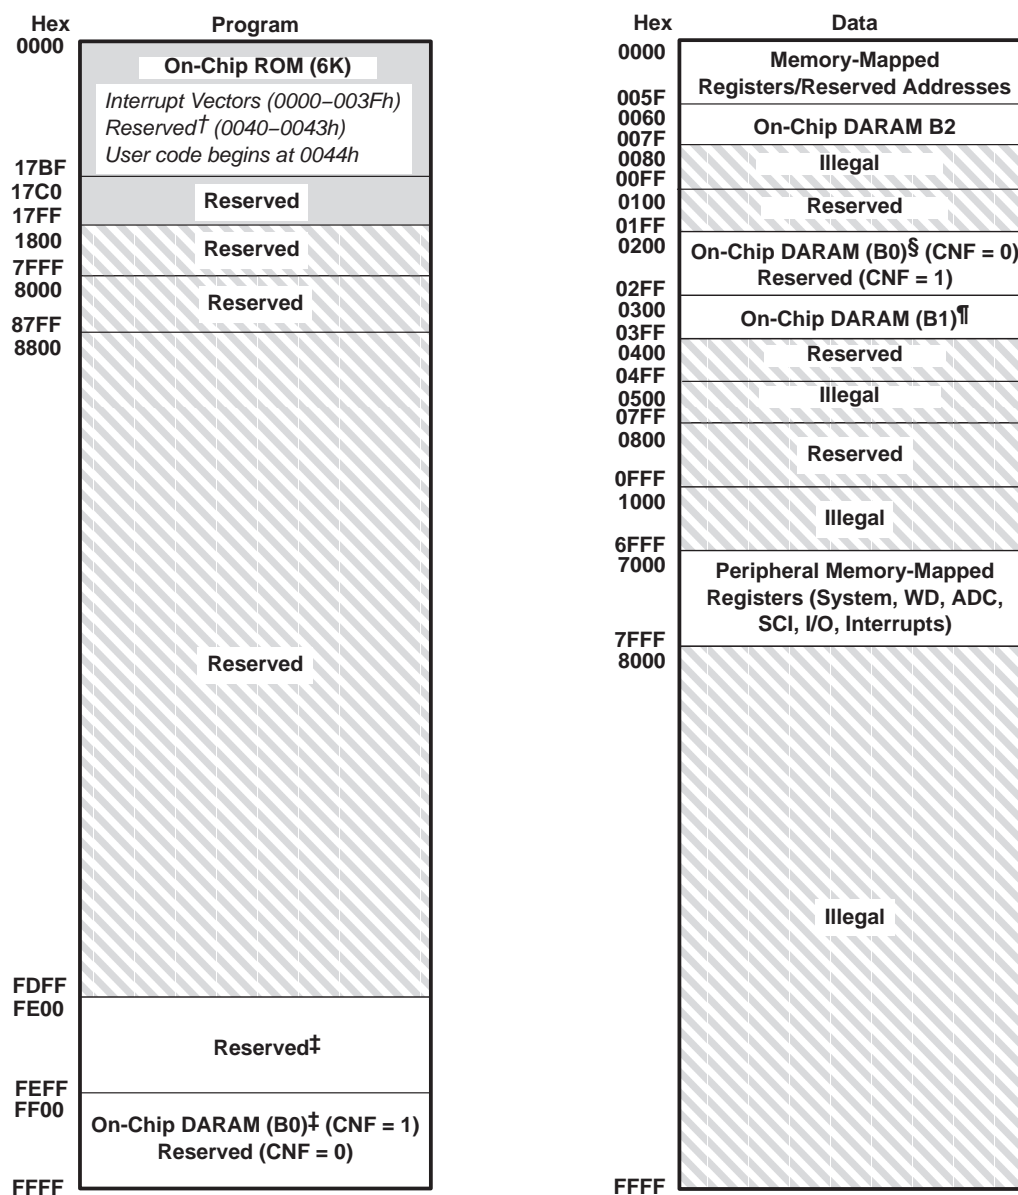 Hex Program
0000
On-Chip ROM (6K)
Interrupt Vectors (0000−003Fh)
Reserved† (0040−0043h)
User code begins at 0044h
17BF
17C0
Reserved
17FF
1800
Reserved
7FFF
8000
Reserved
87FF
8800
Reserved
FDFF
FE00
Reserved‡
FEFF
FF00
On-Chip DARAM (B0)‡ (CNF = 1)
Reserved (CNF = 0)
FFFF
Hex Data
0000
Memory-Mapped
Registers/Reserved Addresses
005F
0060
On-Chip DARAM B2
007F
0080
Illegal
00FF
0100
Reserved
01FF
0200
On-Chip DARAM (B0)§ (CNF = 0)
Reserved (CNF = 1)
02FF
0300
On-Chip DARAM (B1)¶
03FF
0400
Reserved
04FF
0500
Illegal
07FF
0800
Reserved
0FFF
1000
Illegal
6FFF
7000
Peripheral Memory-Mapped
Registers (System, WD, ADC,
SCI, I/O, Interrupts)
7FFF
8000
Illegal
FFFF